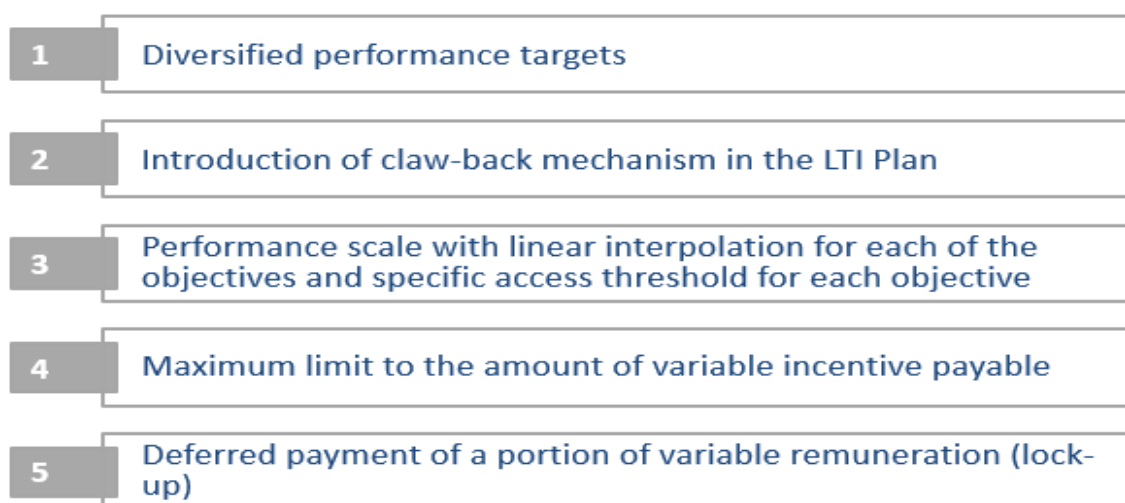 1
Diversified performance targets
2
Introduction of claw-back mechanism in the LTI Plan
3
Performance scale with linear interpolation for each of the
objectives and specific access threshold for each objective
4
Maximum limit to the amount of variable incentive payable
5
Deferred payment of a portion of variable remuneration (lock-
up)